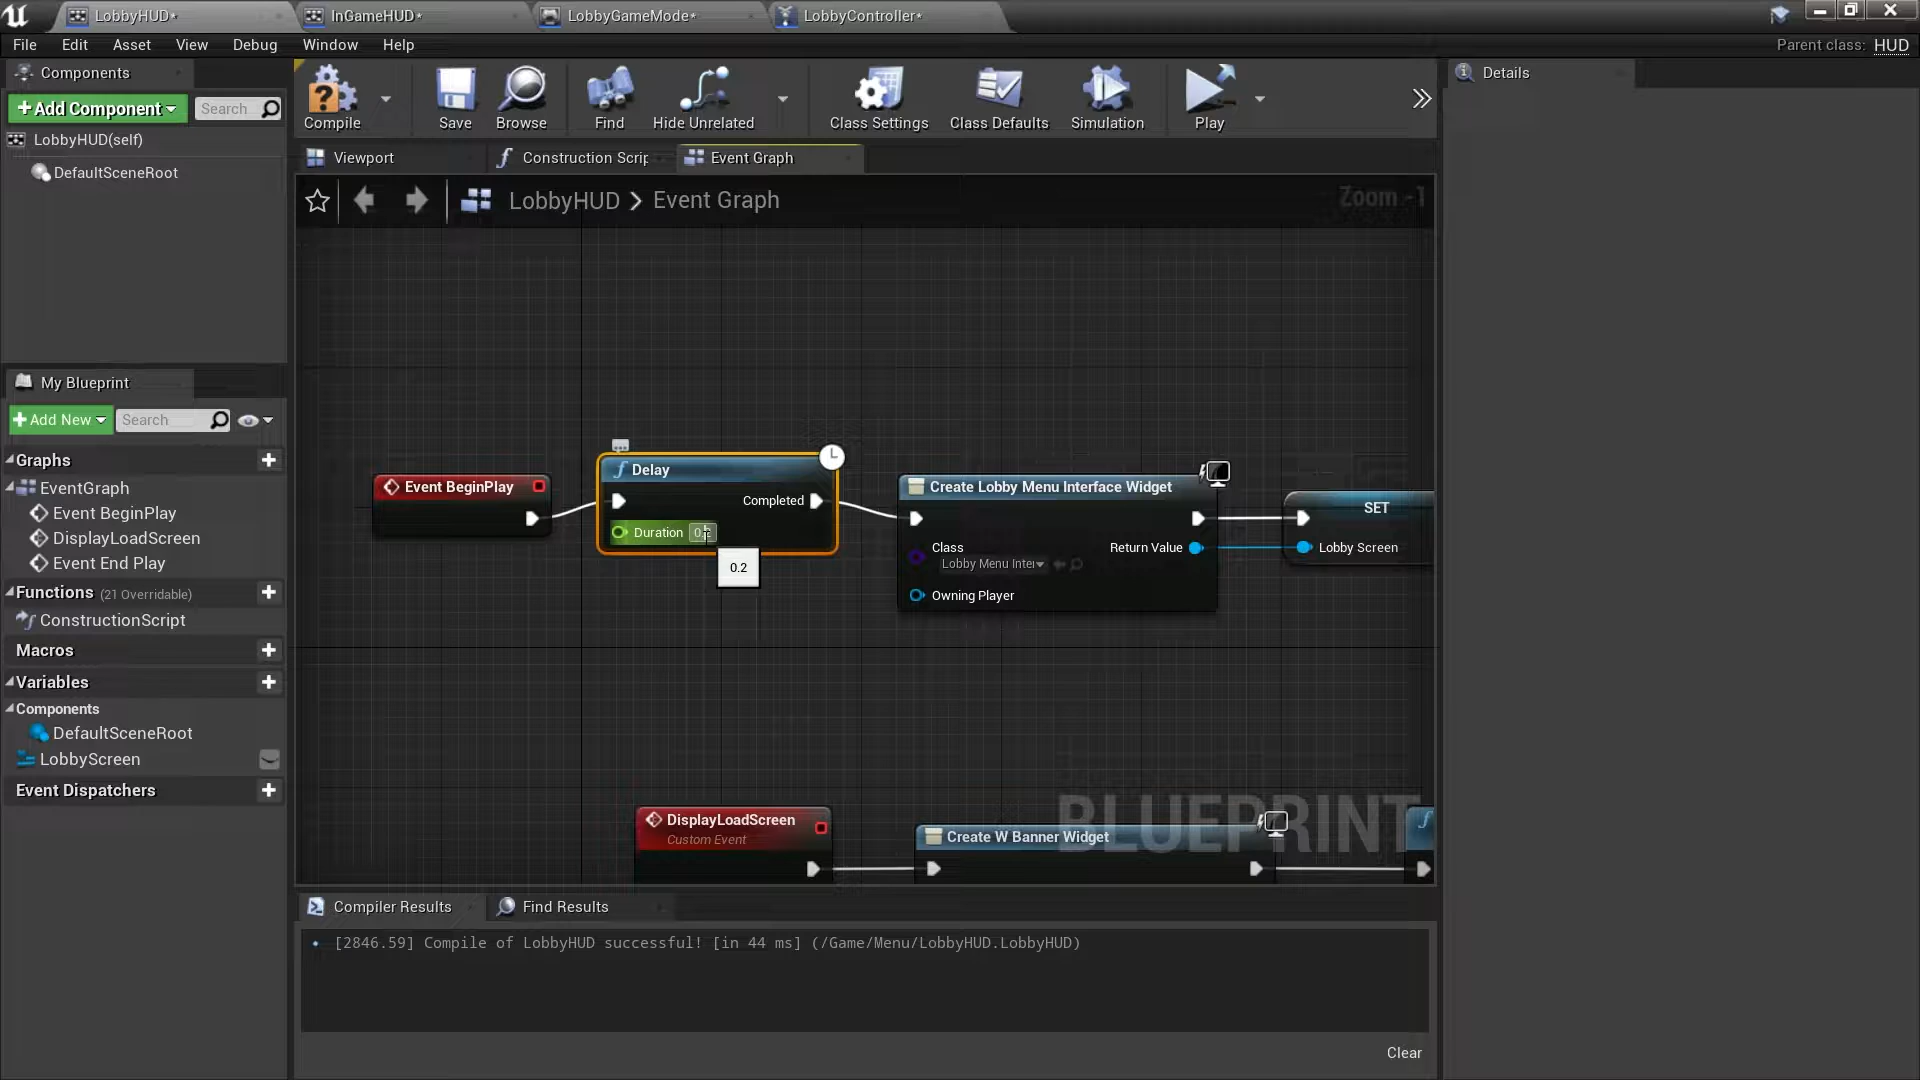 LobbyHUD*
InGameHUD*
LobbyGameMode*
LobbyController*
File Edit Asset View Debug Window Help
Parent class: HUD
Components
Details
+Add Component
Search
LobbyHUD(self)
DefaultSceneRoot
Compile
Save
Browse
Find
Hide Unrelated
Class Settings
Class Defaults
Simulation
Play
Viewport
Construction Scrip
Event Graph
LobbyHUD > Event Graph
Zoom -1
My Blueprint
+Add New
Search
Graphs
EventGraph
Event BeginPlay
DisplayLoadScreen
Event End Play
Functions (21 Overridable)
ConstructionScript
Macros
Variables
Components
DefaultSceneRoot
LobbyScreen
Event Dispatchers
Event BeginPlay
Delay
Completed
Duration 0.2
0.2
Create Lobby Menu Interface Widget
Class
Lobby Menu Inter
Return Value
Owning Player
SET
Lobby Screen
DisplayLoadScreen
Custom Event
Create W Banner Widget
BLUEPRINT
Compiler Results
Find Results
[2846.59] Compile of LobbyHUD successful! [in 44 ms] (/Game/Menu/LobbyHUD.LobbyHUD)
Clear